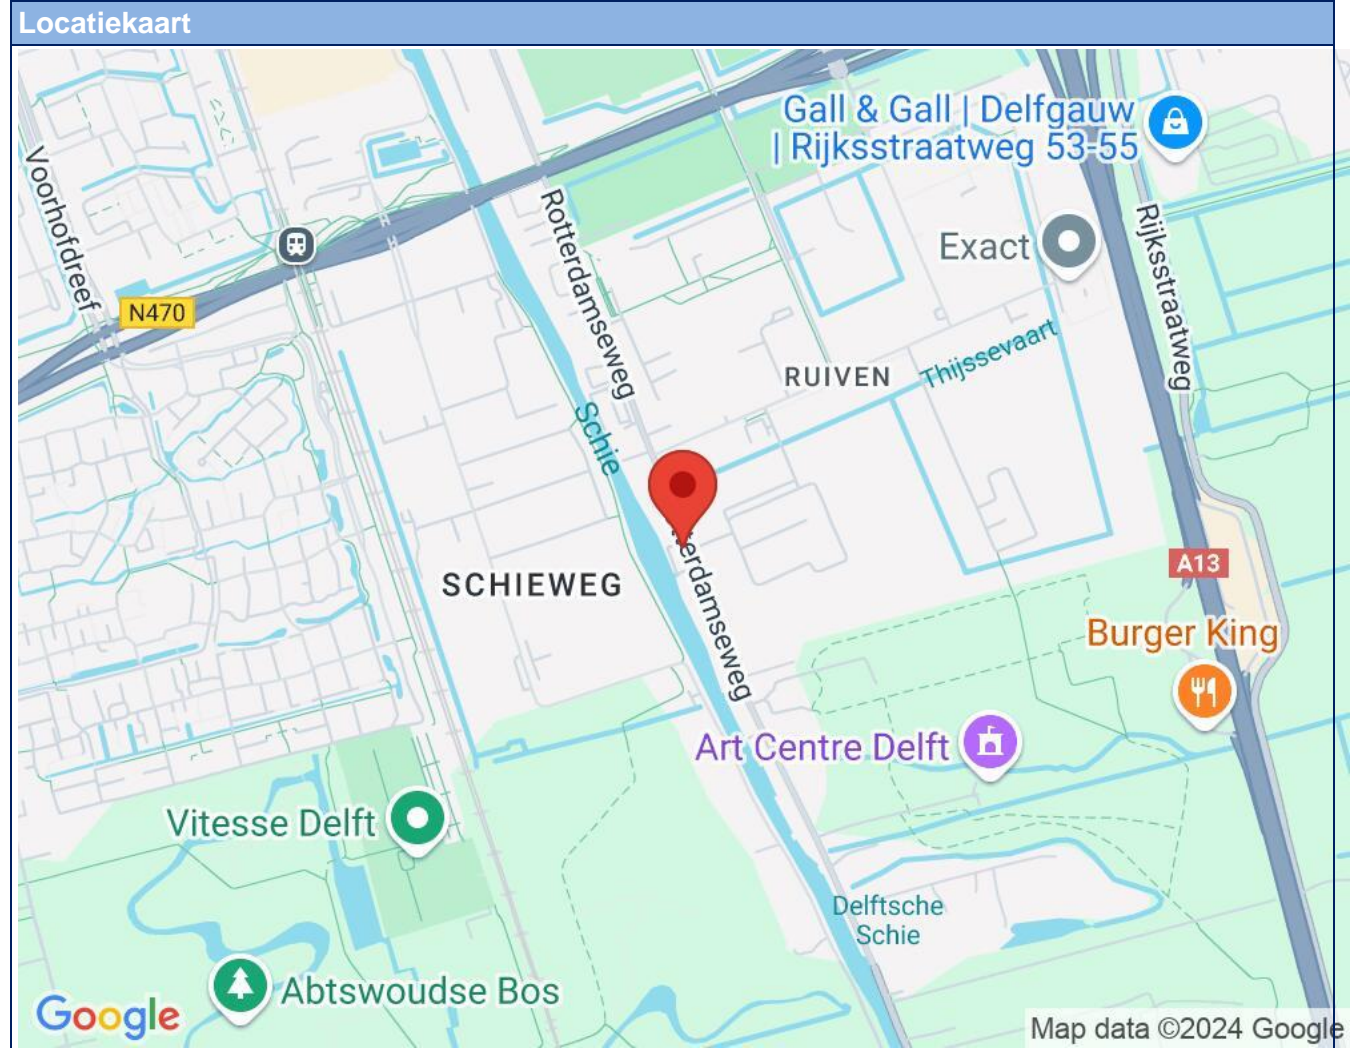 Locatiekaart
Gall & Gall | Delfgauw
| Rijksstraatweg 53-55
Voorhofdreef
Rotterdamseweg
Rijksstraatweg
Exact
N470
Thijssevaart
RUIVEN
Schie
terdamseweg
A13
SCHIEWEG
Burger King
Art Centre Delft
Vitesse Delft
Delftsche
Schie
Abtswoudse Bos
Google
Map data ©2024 Google